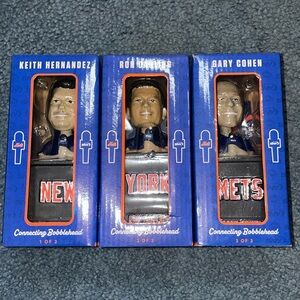 KEITH HERNANDEZ
RON DARLING
GARY COHEN
NEW
YORK
METS
Connecting Bobblehead
1 OF 3
Connecting Bobblehead
2 OF 3
Connecting Bobblehead
3 OF 3